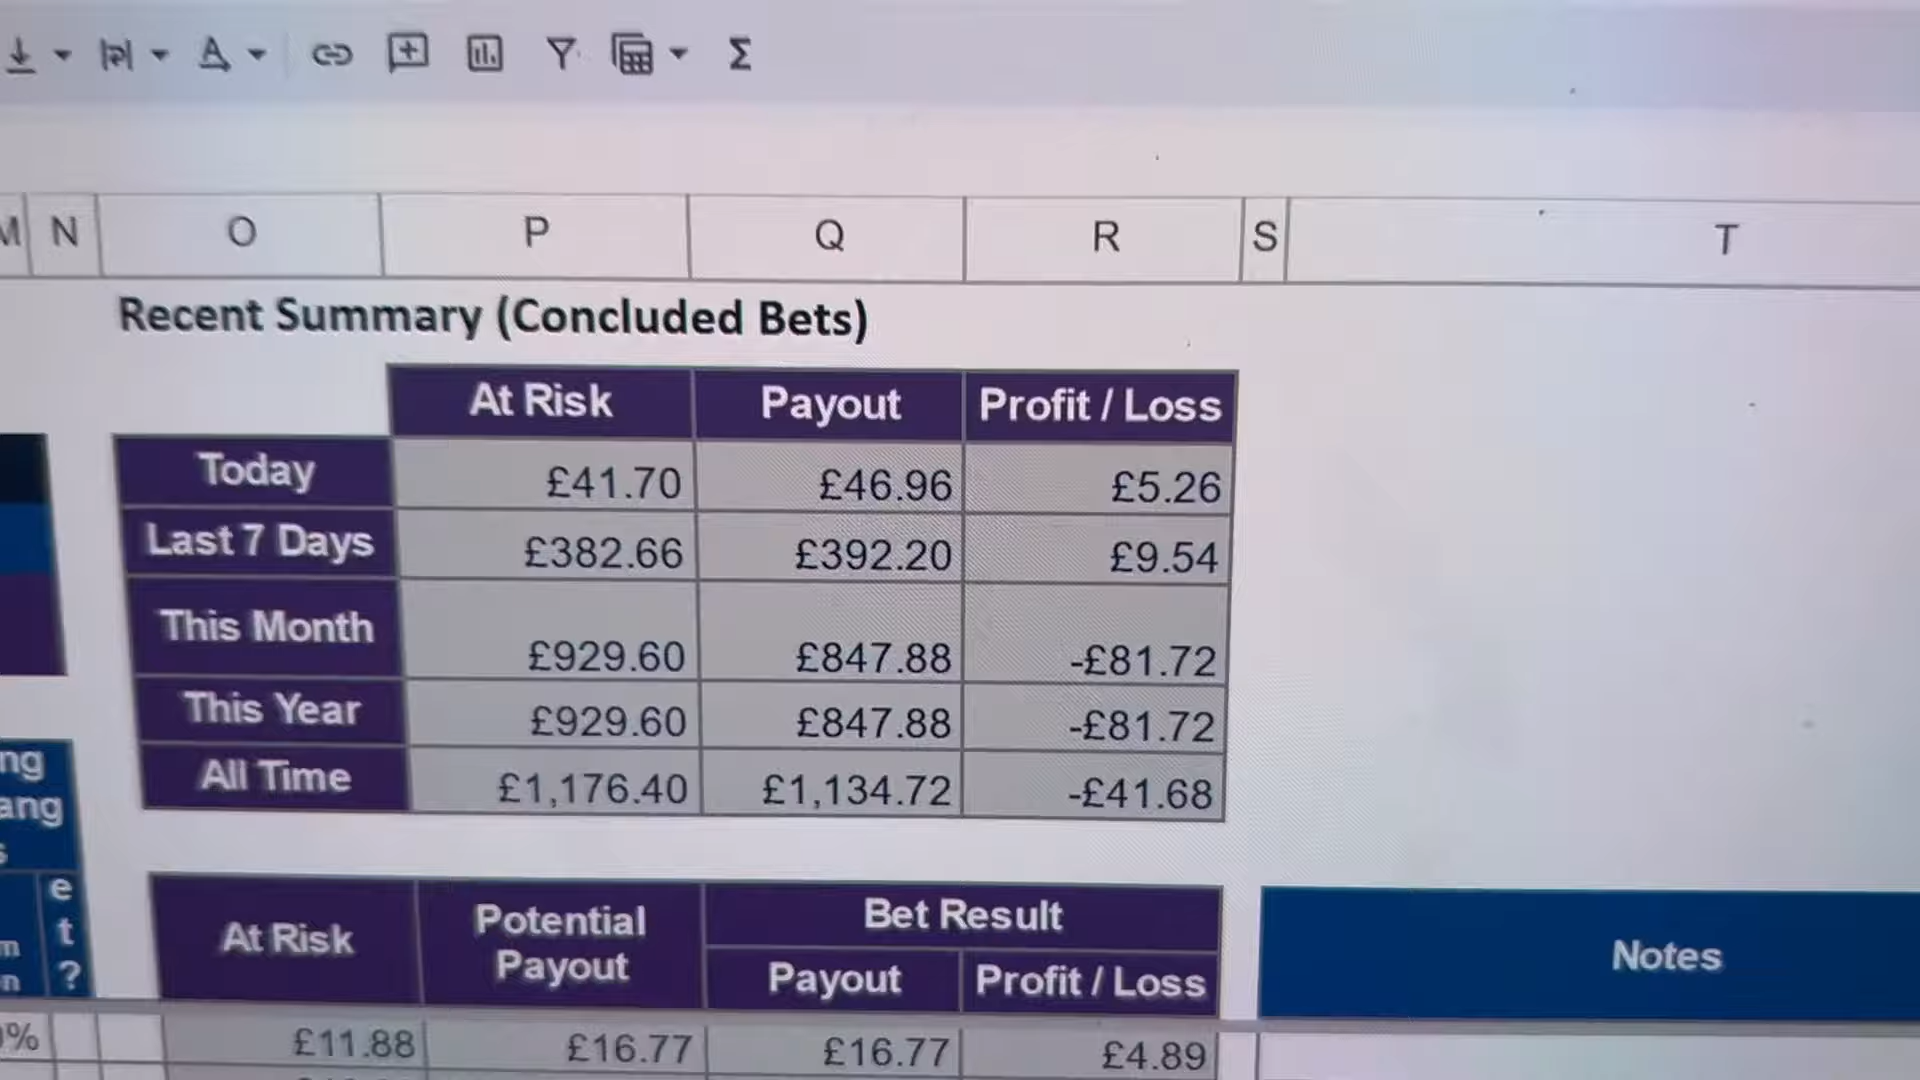 M N O P Q R S T
Recent Summary (Concluded Bets)
At Risk Payout Profit / Loss
Today £41.70 £46.96 £5.26
Last 7 Days £382.66 £392.20 £9.54
This Month £929.60 £847.88 -£81.72
This Year £929.60 £847.88 -£81.72
All Time £1,176.40 £1,134.72 -£41.68
ng
ang
s
e
t
?
m
n
At Risk Potential Payout Bet Result Notes
Payout Profit / Loss
0% £11.88 £16.77 £16.77 £4.89